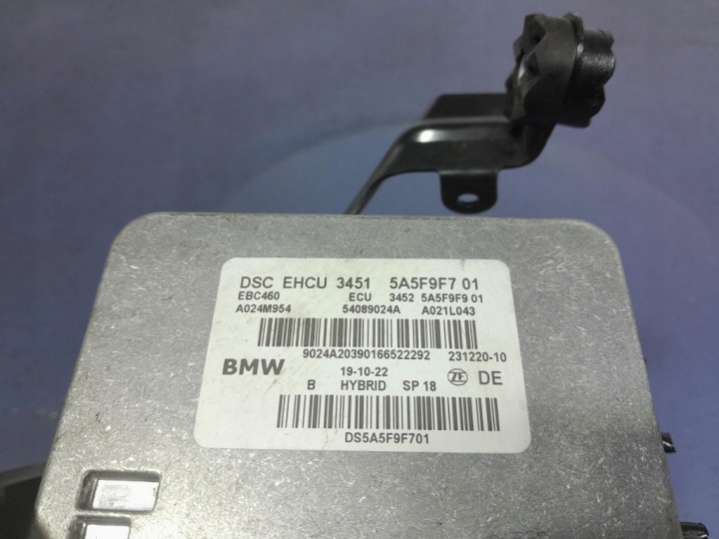 DSC EHCU 3451 5A5F9F7 01
EBC460 ECU 3452 5A5F9F9 01
A024M954 54089024A A021L043
9024A20390166522292 231220-10
BMW 19-10-22 ZF DE
B HYBRID SP 18
DS5A5F9F701